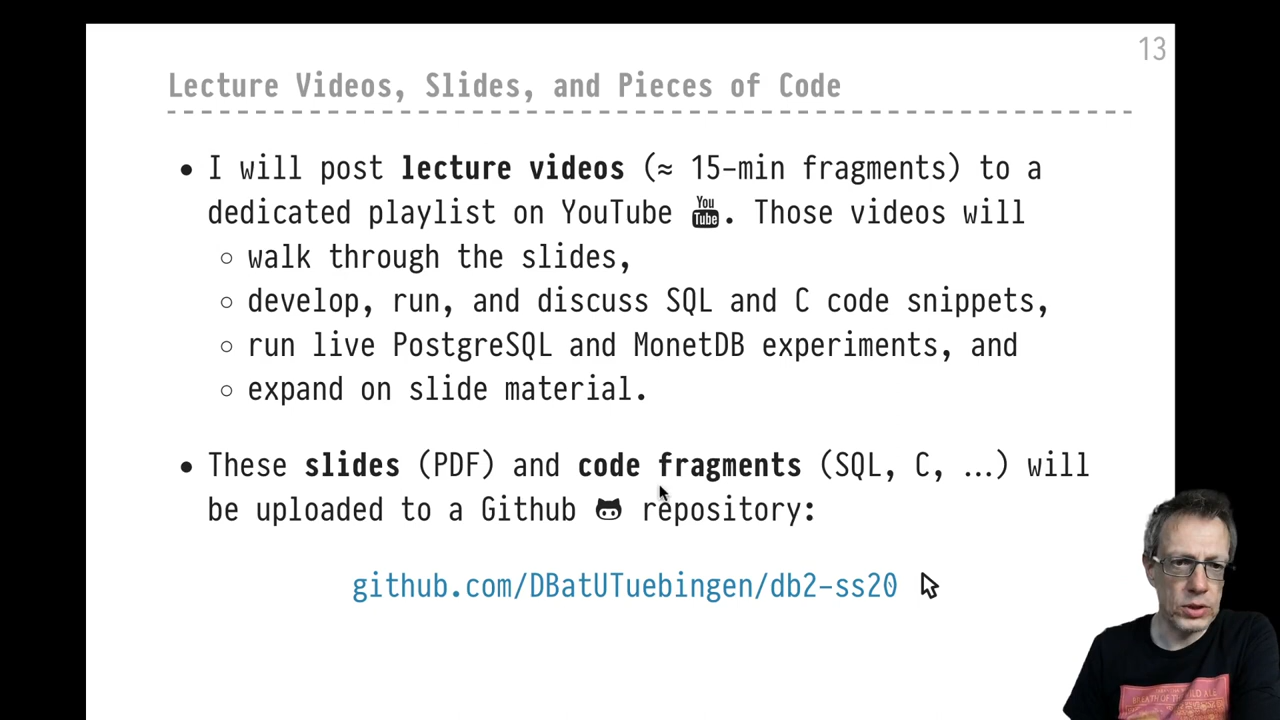 13
Lecture Videos, Slides, and Pieces of Code
• I will post lecture videos (≈ 15-min fragments) to a
dedicated playlist on YouTube You Tube. Those videos will
◦ walk through the slides,
◦ develop, run, and discuss SQL and C code snippets,
◦ run live PostgreSQL and MonetDB experiments, and
◦ expand on slide material.
• These slides (PDF) and code fragments (SQL, C, …) will
be uploaded to a Github repository:
github.com/DBatUTuebingen/db2-ss20